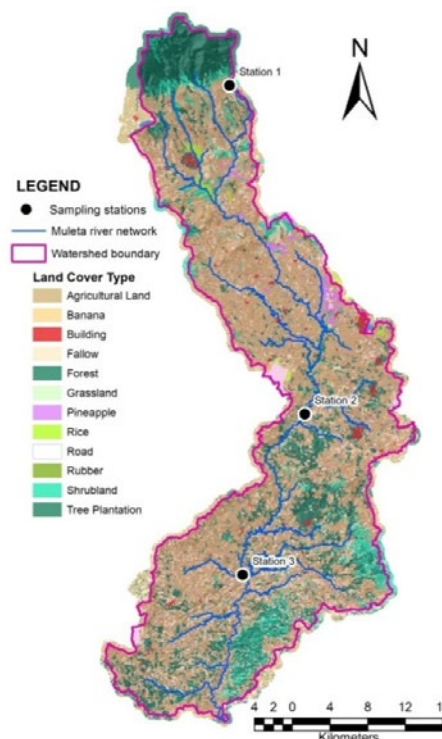 N
Station 1
LEGEND
Sampling stations
Muleta river network
Watershed boundary
Land Cover Type
Agricultural Land
Banana
Building
Fallow
Forest
Grassland
Pineapple
Rice
Road
Rubber
Shrubland
Tree Plantation
Station 2
Station 3
4 2 0 4 8 12
Kilometers